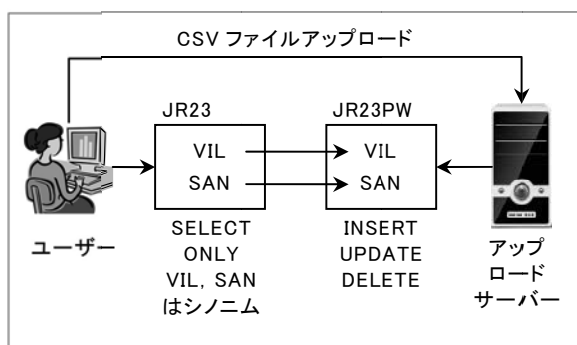 CSV ファイルアップロード
JR23
JR23PW
VIL
VIL
SAN
SAN
ユーザー
SELECT
ONLY
VIL, SAN
はシノニム
INSERT
UPDATE
DELETE
アップ
ロード
サーバー